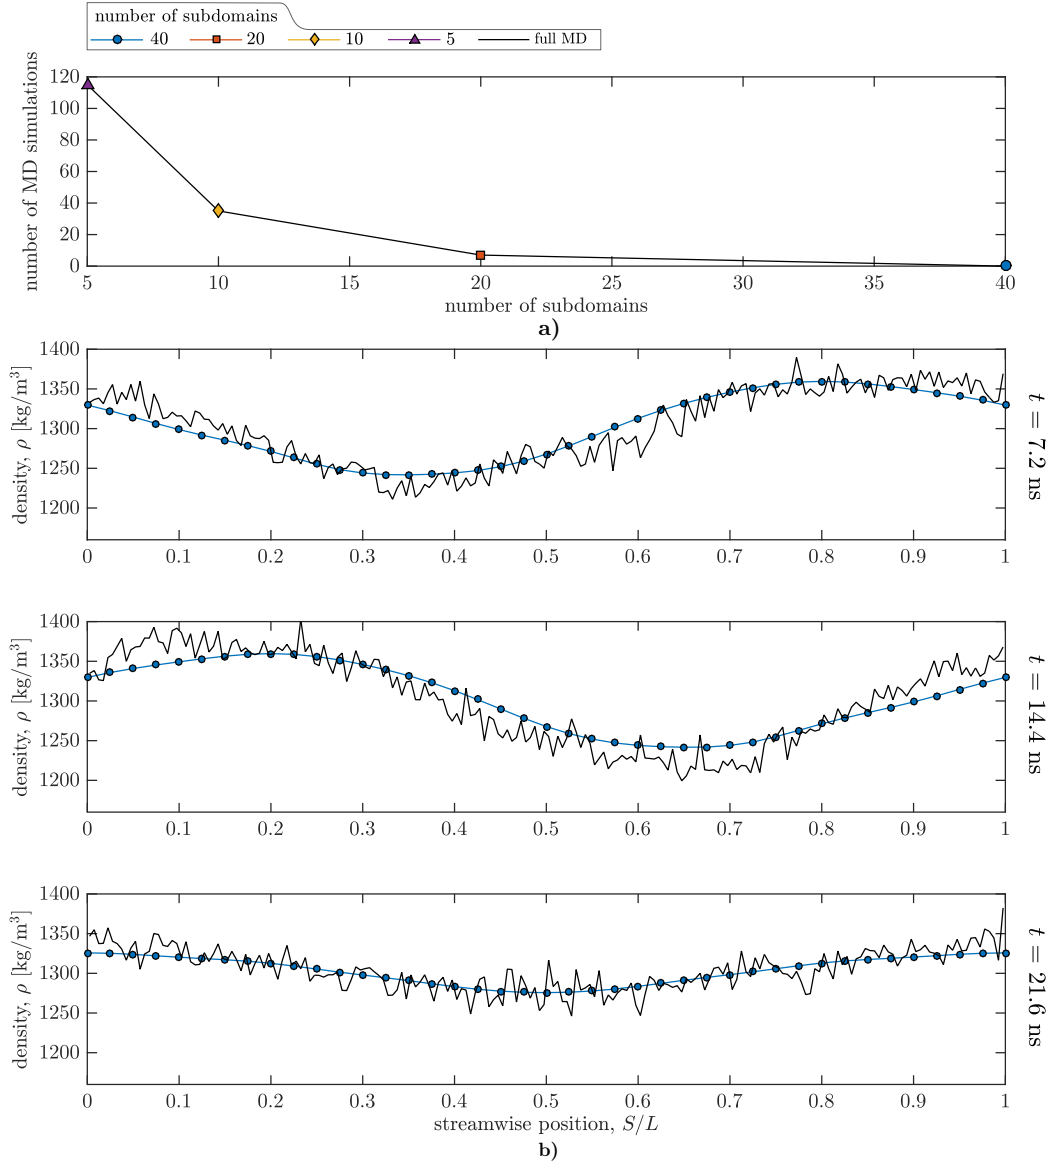 number of subdomains
40 20 10 5 full MD
number of MD simulations
120
100
80
60
40
20
0
5 10 15 20 25 30 35 40
number of subdomains
a)
1400
1350
1300
1250
1200
density, ρ [kg/m³]
0 0.1 0.2 0.3 0.4 0.5 0.6 0.7 0.8 0.9 1
t = 7.2 ns
1400
1350
1300
1250
1200
density, ρ [kg/m³]
0 0.1 0.2 0.3 0.4 0.5 0.6 0.7 0.8 0.9 1
t = 14.4 ns
1400
1350
1300
1250
1200
density, ρ [kg/m³]
0 0.1 0.2 0.3 0.4 0.5 0.6 0.7 0.8 0.9 1
t = 21.6 ns
streamwise position, S/L
b)